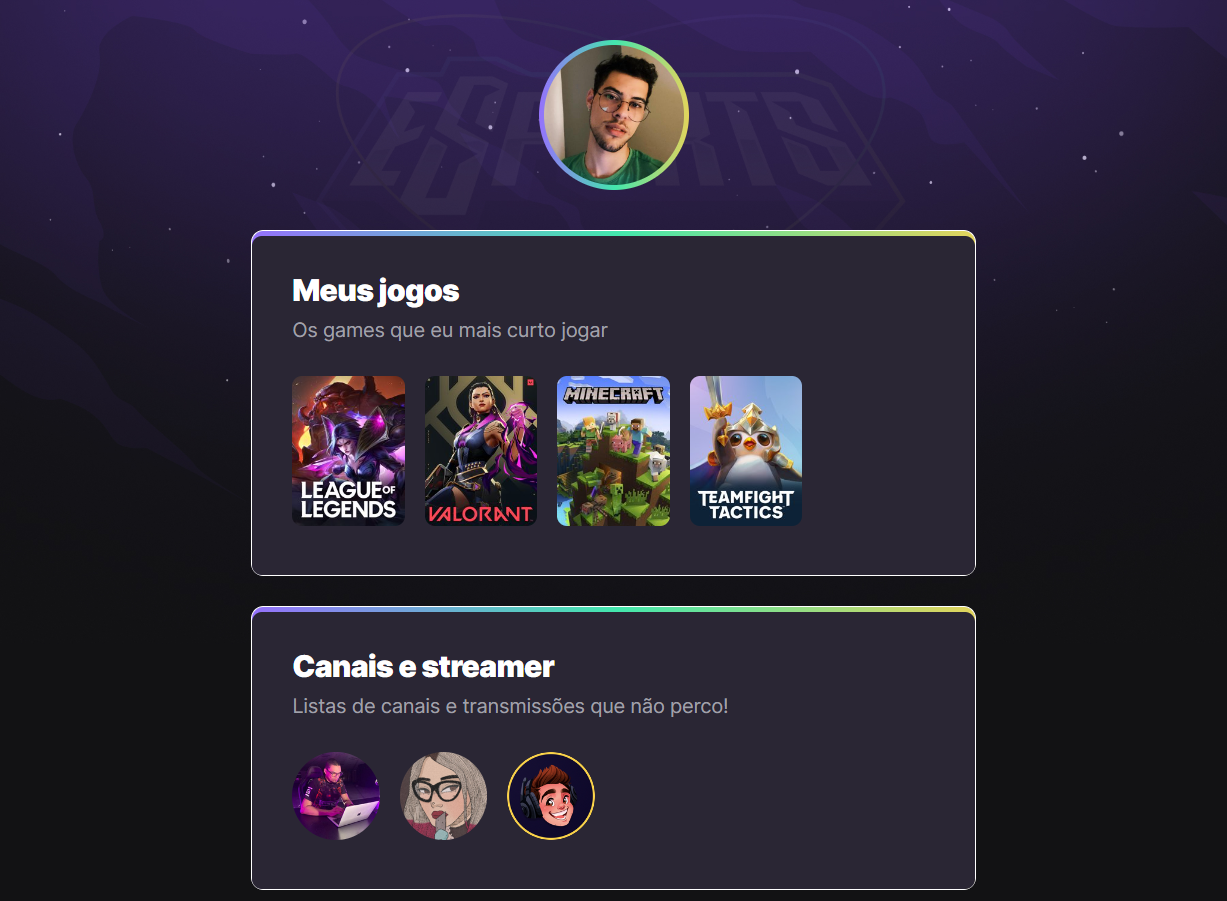 ESPORTS
Meus jogos
Os games que eu mais curto jogar
LEAGUE OF
LEGENDS
VALORANT
MINECRAFT
TEAMFIGHT
TACTICS
Canais e streamer
Listas de canais e transmissões que não perco!